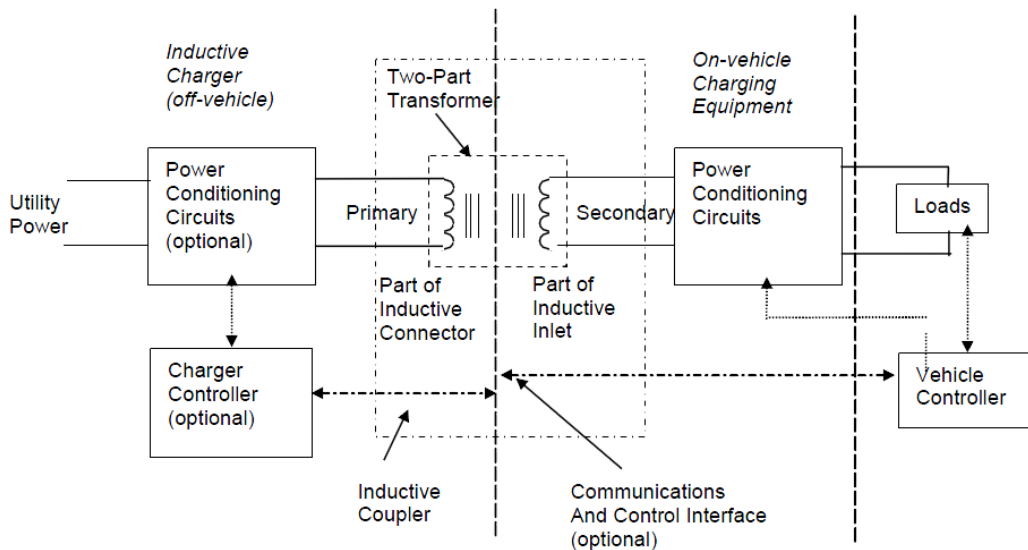 Inductive
Charger
(off-vehicle)
Two-Part
Transformer
On-vehicle
Charging
Equipment
Utility
Power
Power
Conditioning
Circuits
(optional)
Primary
Secondary
Power
Conditioning
Circuits
Loads
Part of
Inductive
Connector
Part of
Inductive
Inlet
Charger
Controller
(optional)
Vehicle
Controller
Inductive
Coupler
Communications
And Control Interface
(optional)